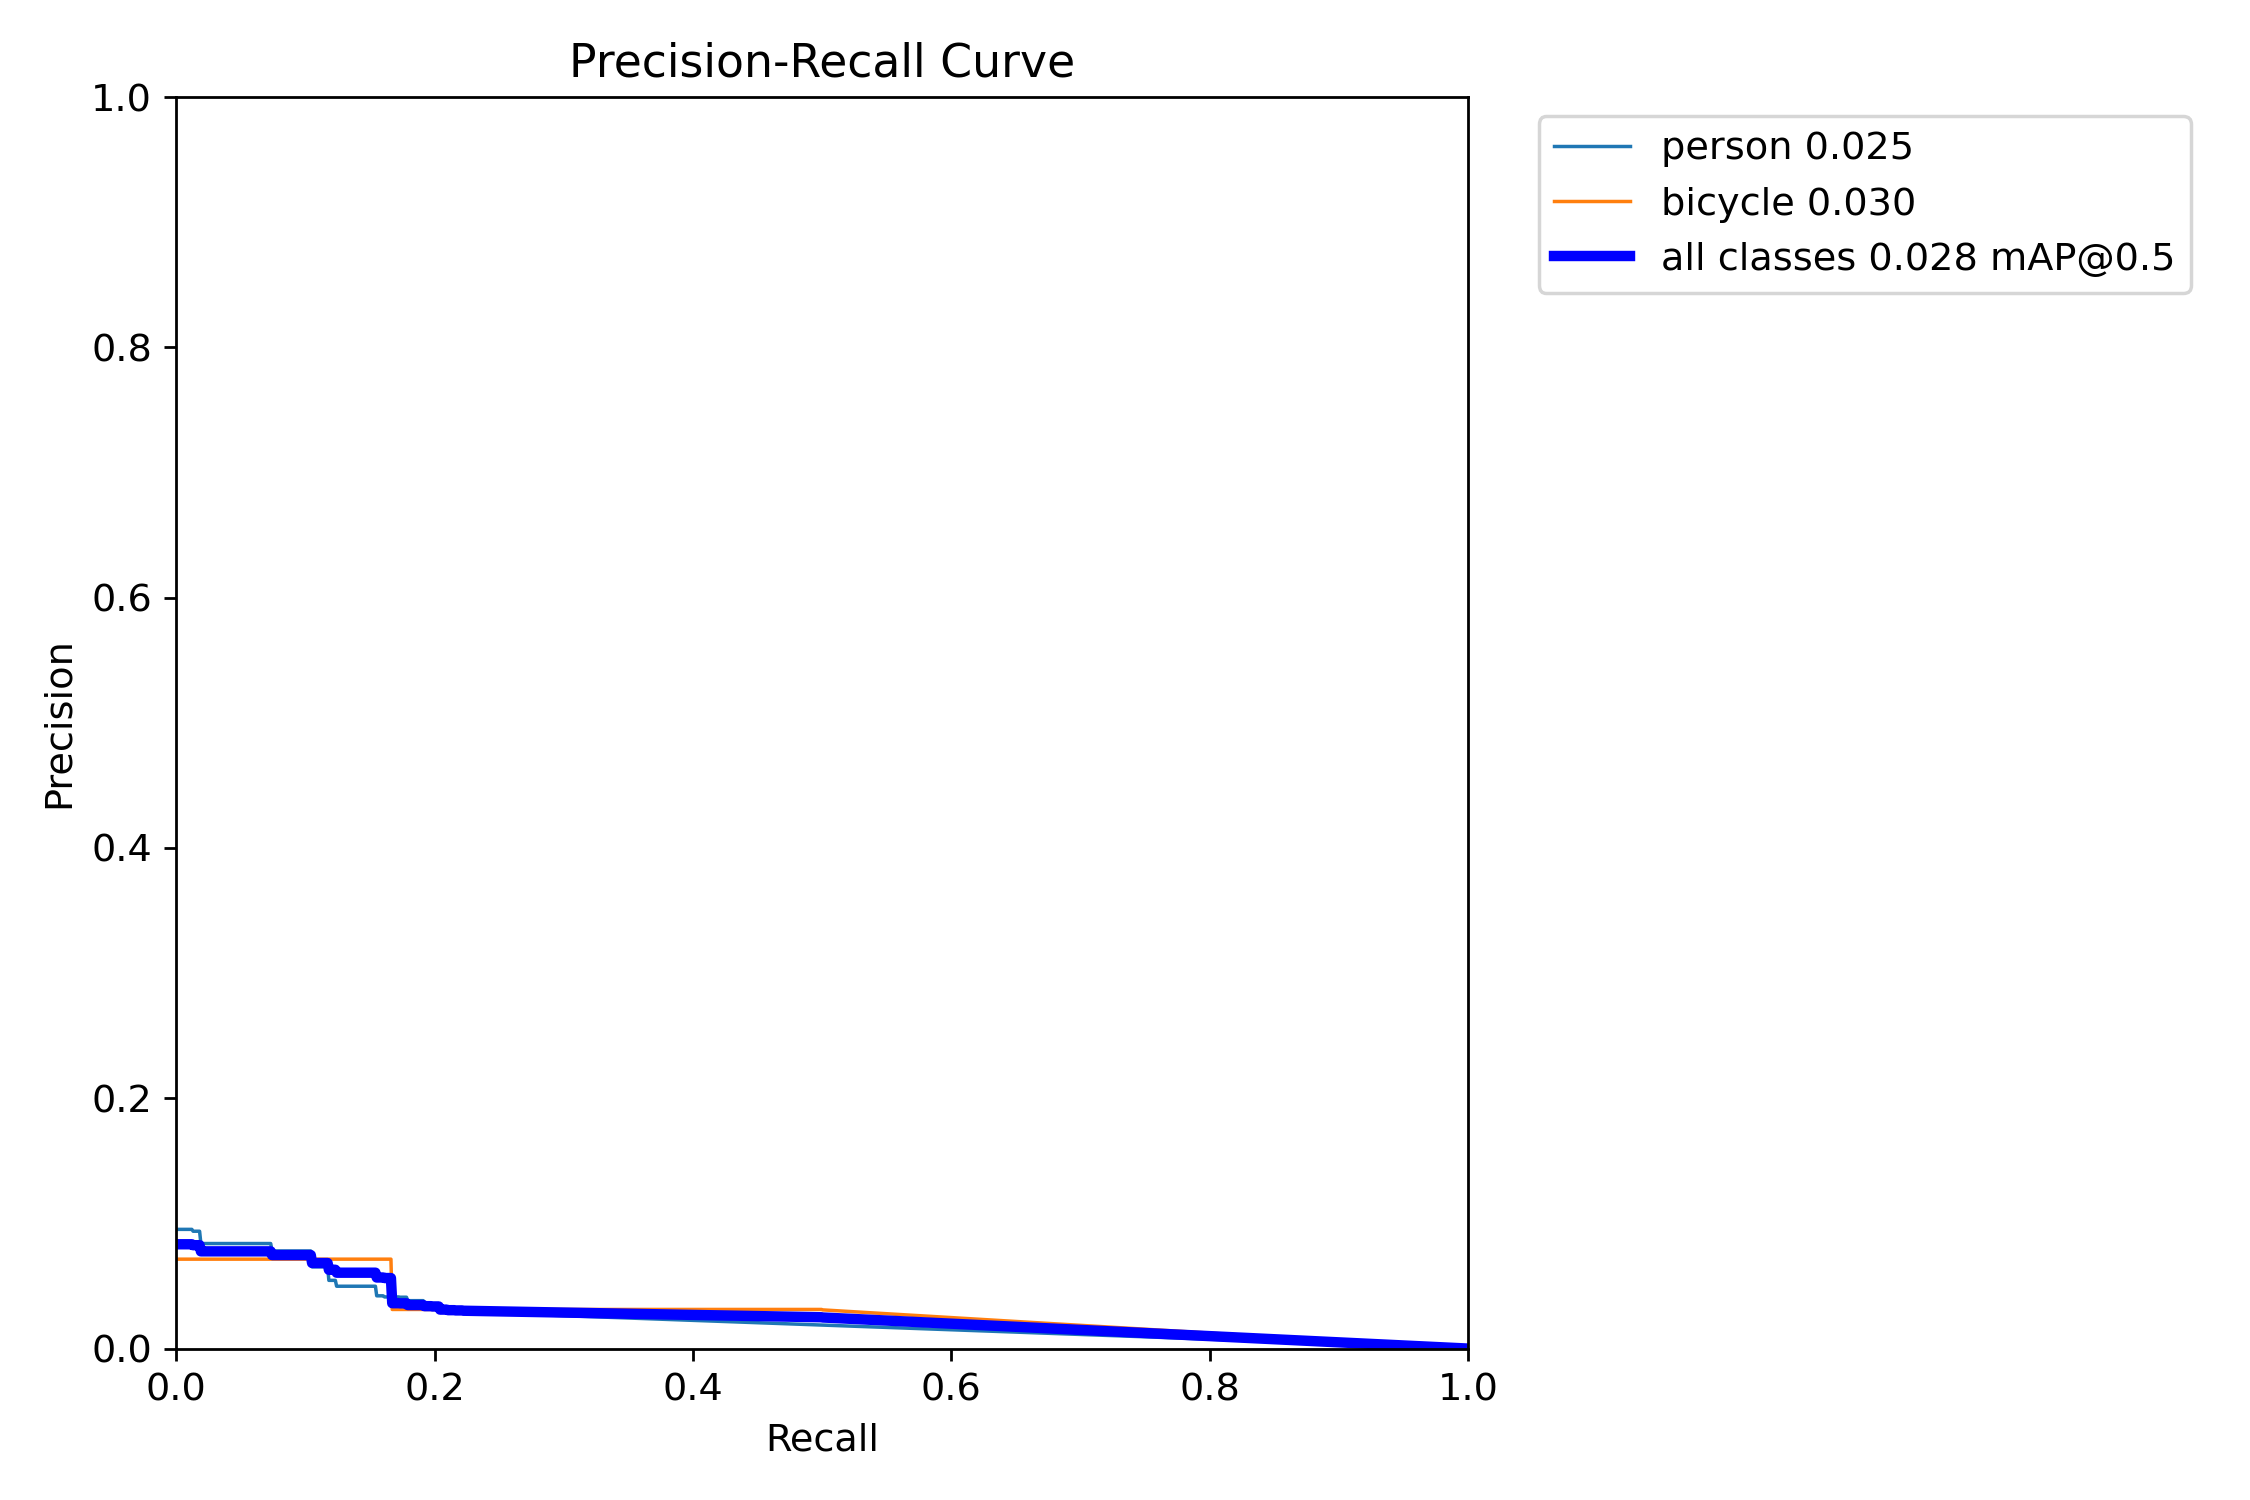 Precision-Recall Curve
1.0
0.8
0.6
0.4
0.2
0.0
Precision
0.0 0.2 0.4 0.6 0.8 1.0
Recall
person 0.025
bicycle 0.030
all classes 0.028 mAP@0.5